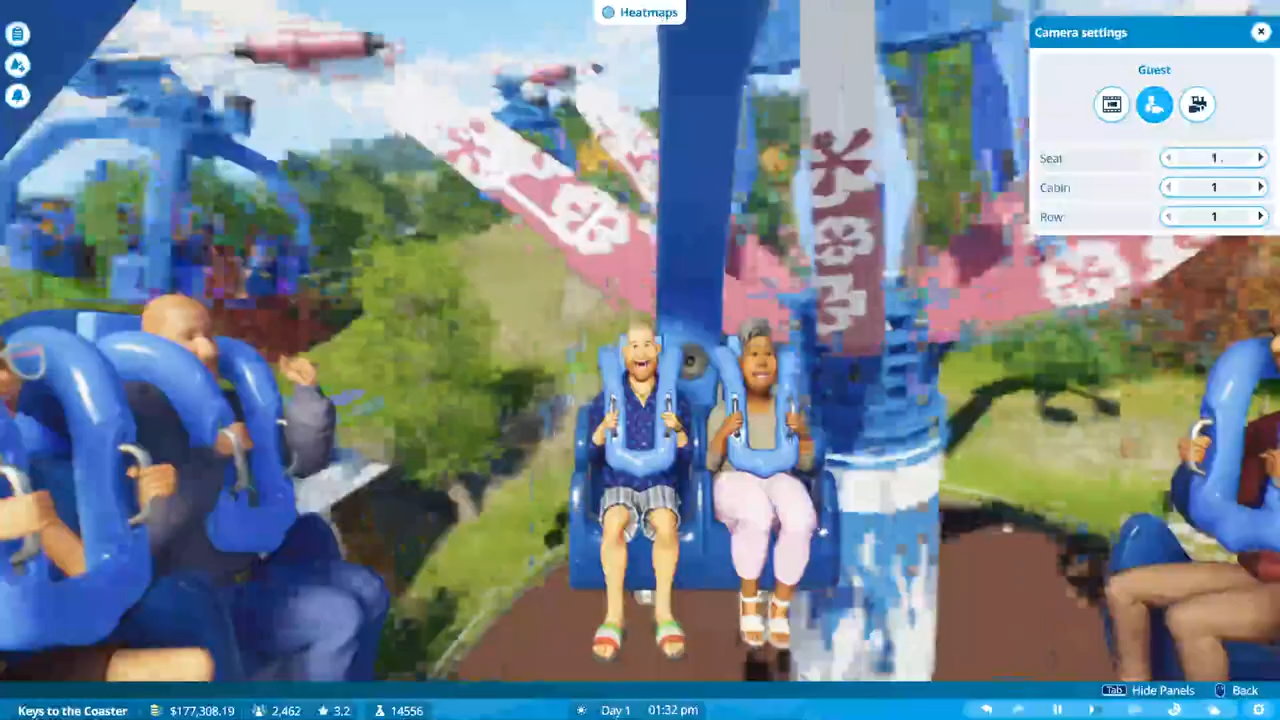 Heatmaps
Camera settings
Guest
Seat 1
Cabin 1
Row 1
Tab Hide Panels Back
Keys to the Coaster $177,308.19 2,462 3.2 14556 Day 1 01:32 pm